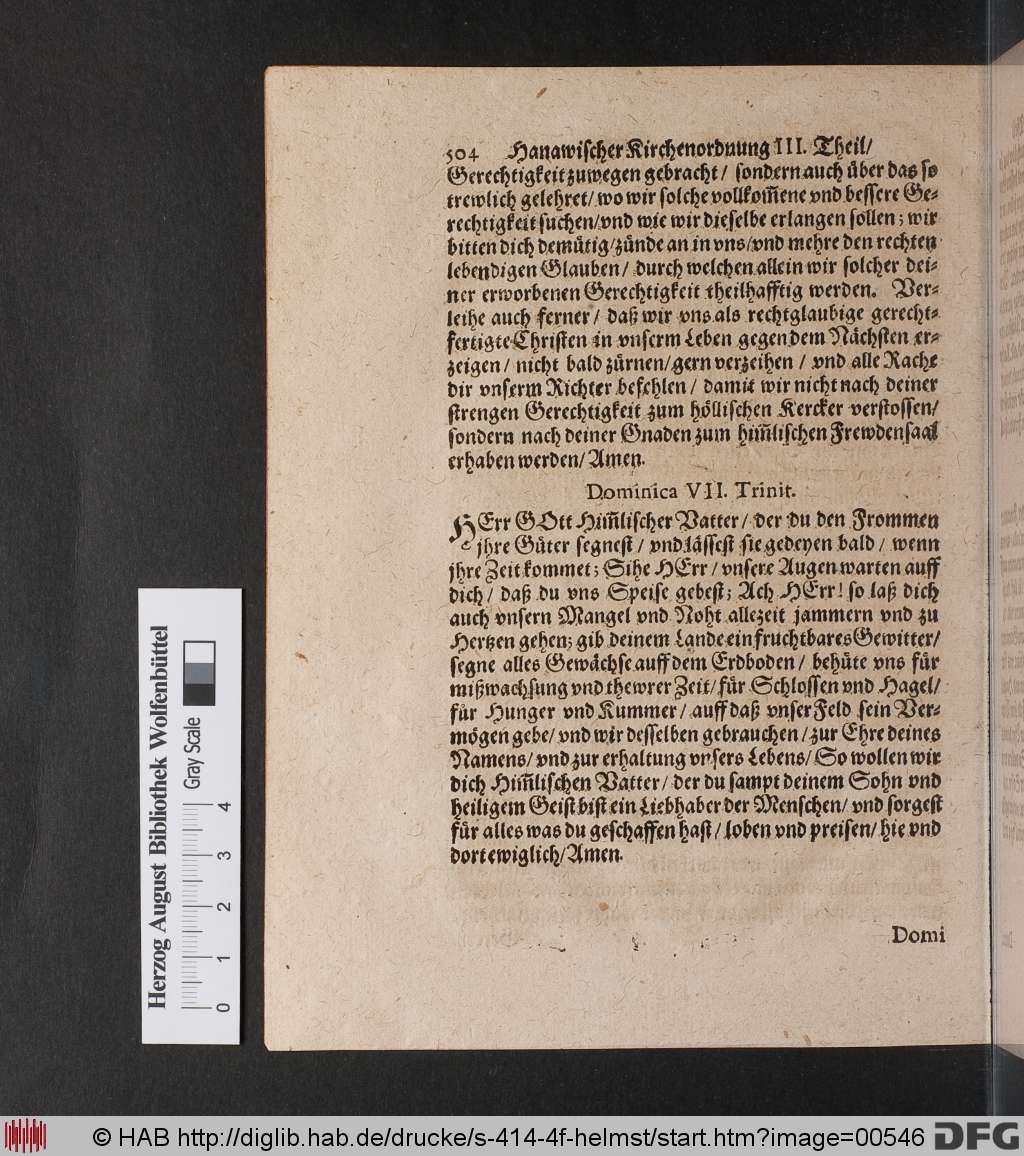 504 Hanawischer Kirchenordnung III. Theil/
Gerechtigkeit zuwegen gebracht/ sondern auch über das so
trewlich gelehret/ wo wir solche vollkom̃ene vnd bessere Ge-
rechtigkeit suchen/ vnd wie wir dieselbe erlangen sollen; wir
bitten dich demütig/ zünde an in vns/ vnd mehre den rechten
lebendigen Glauben/ durch welchen allein wir solcher dei-
ner erworbenen Gerechtigkeit theilhafftig werden. Ver-
leihe auch ferner/ daß wir vns als rechtglaubige gerecht-
fertigte Christen in vnserm Leben gegen dem Nächsten er-
zeigen/ nicht bald zürnen/ gern verzeihen/ vnd alle Rache
dir vnserm Richter befehlen/ damit wir nicht nach deiner
strengen Gerechtigkeit zum höllischen Kercker verstossen/
sondern nach deiner Gnaden zum him̃lischen Frewdensaal
erhaben werden/ Amen.
Dominica VII. Trinit.
HErr GOtt Him̃lischer Vatter/ der du den Frommen
jhre Güter segnest/ vnd lässest sie gedeyen bald/ wenn
jhre Zeit kommet; Sihe HErr/ vnsere Augen warten auff
dich/ daß du vns Speise gebest; Ach HErr! so laß dich
auch vnsern Mangel vnd Noht allezeit jammern vnd zu
Hertzen gehen; gib deinem Lande ein fruchtbares Gewitter/
segne alles Gewächse auff dem Erdboden/ behüte vns für
mißwachsung vnd thewrer Zeit/ für Schlossen vnd Hagel/
für Hunger vnd Kummer/ auff daß vnser Feld sein Ver-
mögen gebe/ vnd wir desselben gebrauchen/ zur Ehre deines
Namens/ vnd zur erhaltung vnsers Lebens/ So wollen wir
dich Him̃lischen Vatter/ der du sampt deinem Sohn vnd
heiligem Geist bist ein Liebhaber der Menschen/ vnd sorgest
für alles was du geschaffen hast/ loben vnd preisen/ hie vnd
dort ewiglich/ Amen.
Domi
Herzog August Bibliothek Wolfenbüttel
Gray Scale
0 1 2 3 4
© HAB http://diglib.hab.de/drucke/s-414-4f-helmst/start.htm?image=00546 DFG